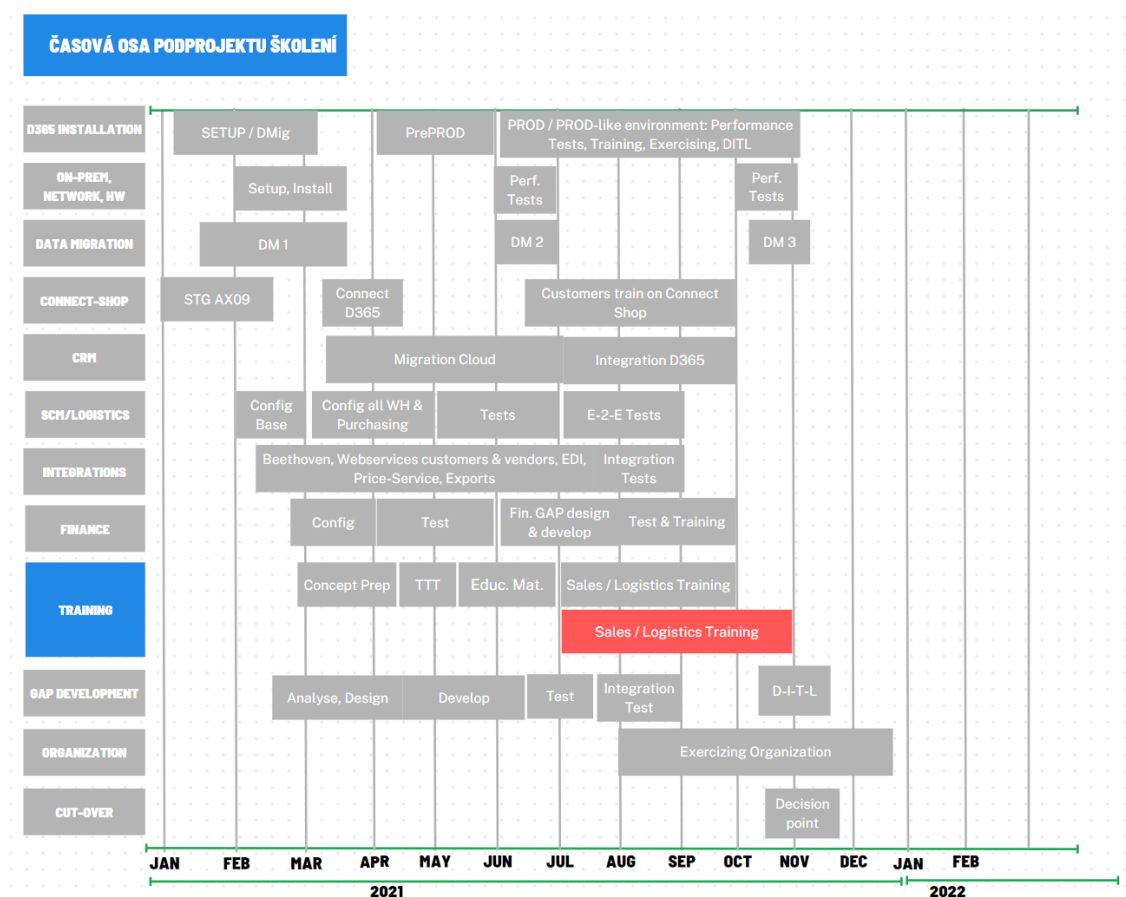 ČASOVÁ OSA PODPROJEKTU ŠKOLENÍ
D365 INSTALLATION
SETUP / DMig
PrePROD
PROD / PROD-like environment: Performance
Tests, Training, Exercising, DITL
ON-PREM,
NETWORK, HW
Setup, Install
Perf.
Tests
Perf.
Tests
DATA MIGRATION
DM 1
DM 2
DM 3
CONNECT-SHOP
STG AX09
Connect
D365
Customers train on Connect
Shop
CRM
Migration Cloud
Integration D365
SCM/LOGISTICS
Config
Base
Config all WH &
Purchasing
Tests
E-2-E Tests
INTEGRATIONS
Beethoven, Webservices customers & vendors, EDI,
Price-Service, Exports
Integration
Tests
FINANCE
Config
Test
Fin. GAP design
& develop
Test & Training
TRAINING
Concept Prep
TTT
Educ. Mat.
Sales / Logistics Training
Sales / Logistics Training
GAP DEVELOPMENT
Analyse, Design
Develop
Test
Integration
Test
D-I-T-L
ORGANIZATION
Exercizing Organization
CUT-OVER
Decision
point
JAN FEB MAR APR MAY JUN JUL AUG SEP OCT NOV DEC JAN FEB
2021 2022